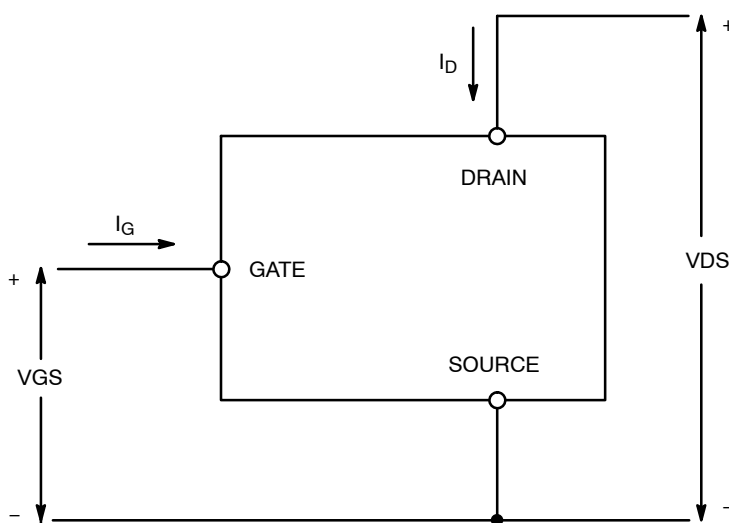 +
I_D
DRAIN
I_G
VDS
+
GATE
SOURCE
VGS
−
−